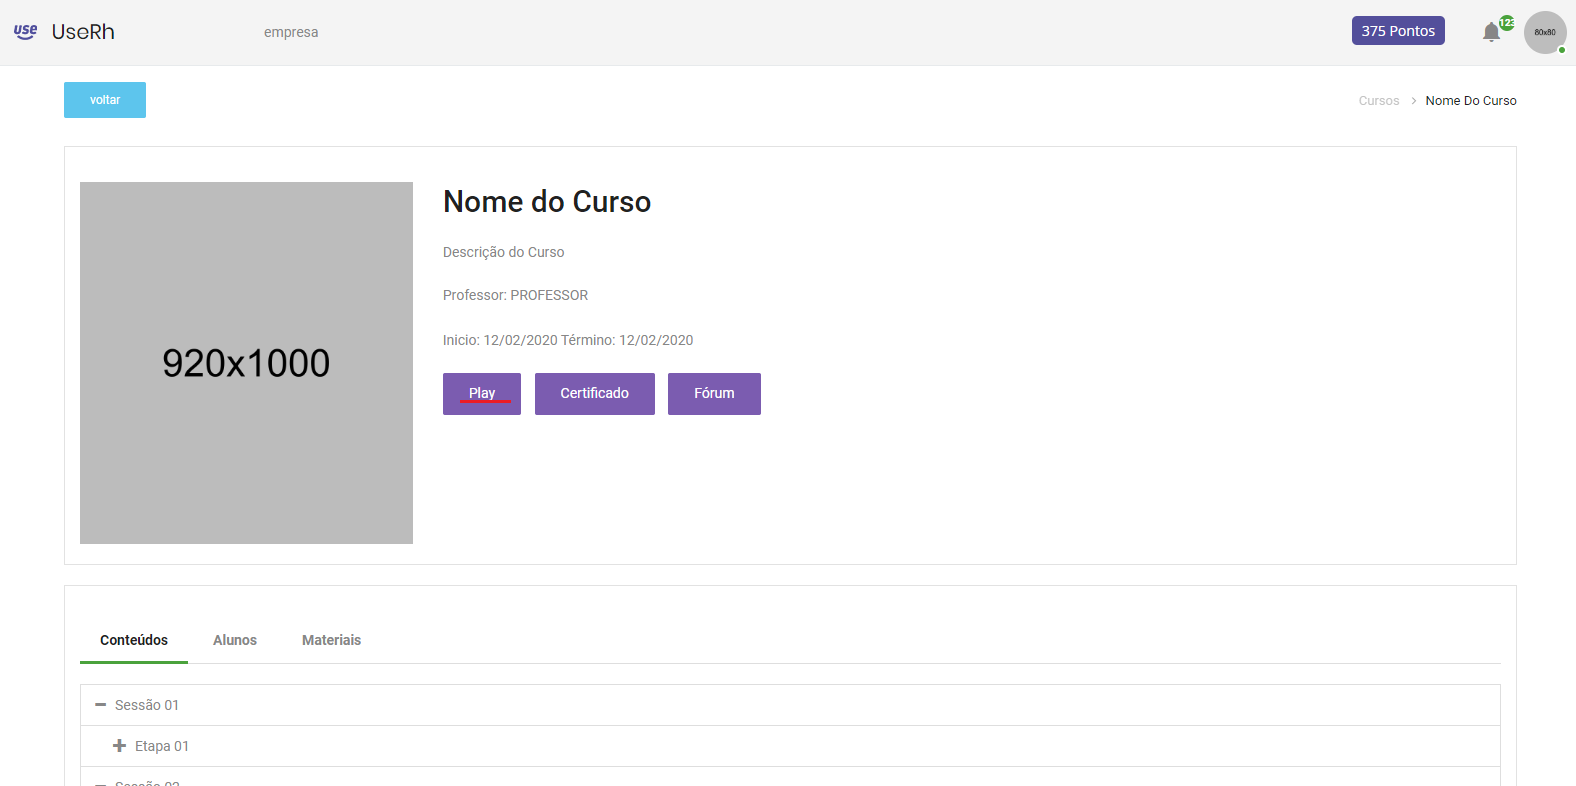 use UseRh empresa 375 Pontos 123 80x80
voltar Cursos > Nome Do Curso
920x1000
Nome do Curso
Descrição do Curso
Professor: PROFESSOR
Inicio: 12/02/2020 Término: 12/02/2020
Play Certificado Fórum
Conteúdos Alunos Materiais
Sessão 01
Etapa 01